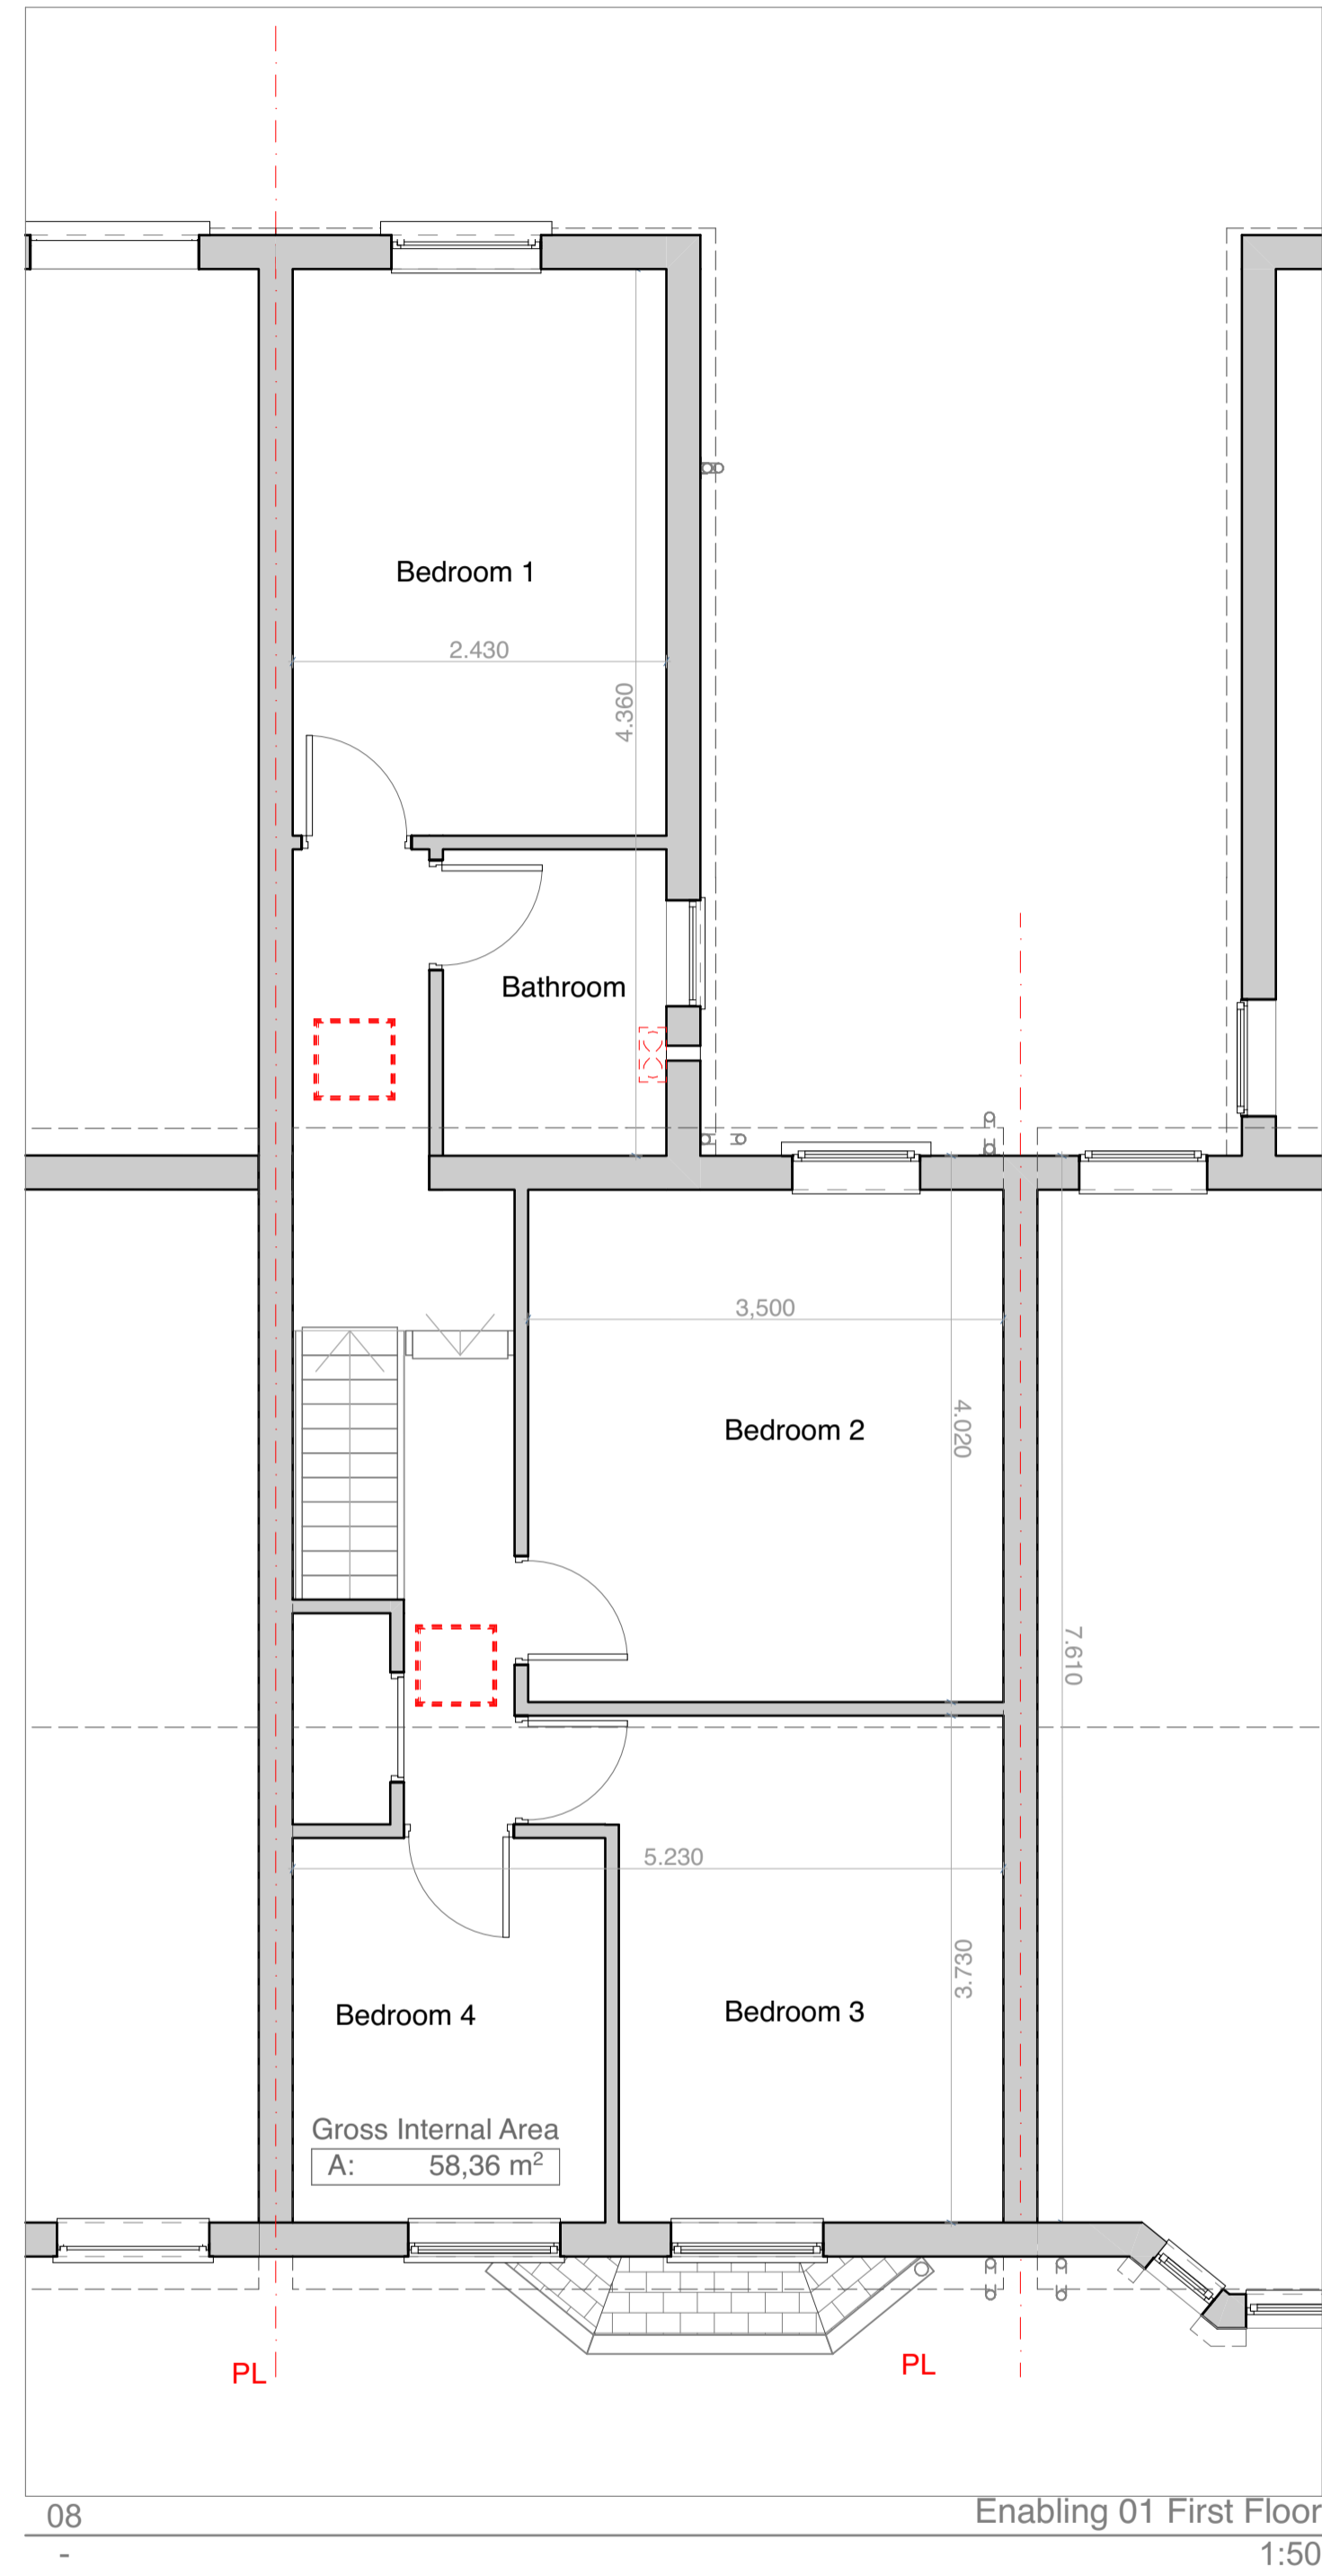 Bedroom 1
2.430
4.360
Bathroom
3,500
Bedroom 2
4.020
7.610
5.230
3.730
Bedroom 4
Bedroom 3
Gross Internal Area
A: 58,36 m²
PL
PL
08
Enabling 01 First Floor
-
1:50